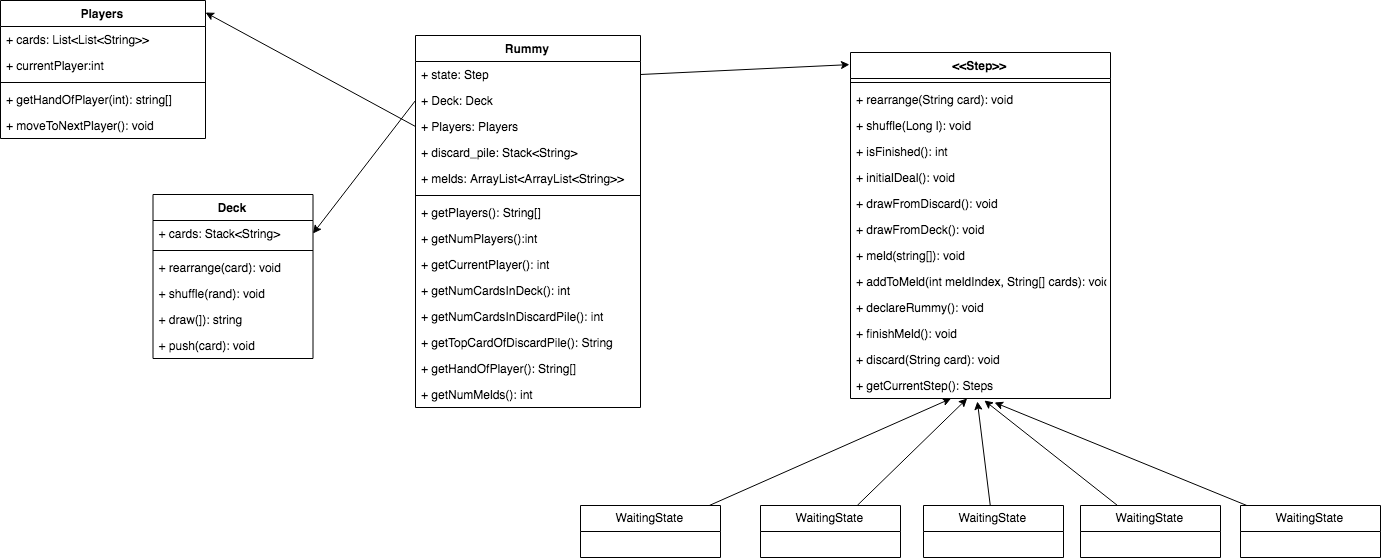 Players
+ cards: List<List<String>>
+ currentPlayer:int
+ getHandOfPlayer(int): string[]
+ moveToNextPlayer(): void
Deck
+ cards: Stack<String>
+ rearrange(card): void
+ shuffle(rand): void
+ draw(]): string
+ push(card): void
Rummy
+ state: Step
+ Deck: Deck
+ Players: Players
+ discard_pile: Stack<String>
+ melds: ArrayList<ArrayList<String>>
+ getPlayers(): String[]
+ getNumPlayers():int
+ getCurrentPlayer(): int
+ getNumCardsInDeck(): int
+ getNumCardsInDiscardPile(): int
+ getTopCardOfDiscardPile(): String
+ getHandOfPlayer(): String[]
+ getNumMelds(): int
<<Step>>
+ rearrange(String card): void
+ shuffle(Long l): void
+ isFinished(): int
+ initialDeal(): void
+ drawFromDiscard(): void
+ drawFromDeck(): void
+ meld(string[]): void
+ addToMeld(int meldIndex, String[] cards): void
+ declareRummy(): void
+ finishMeld(): void
+ discard(String card): void
+ getCurrentStep(): Steps
WaitingState
WaitingState
WaitingState
WaitingState
WaitingState